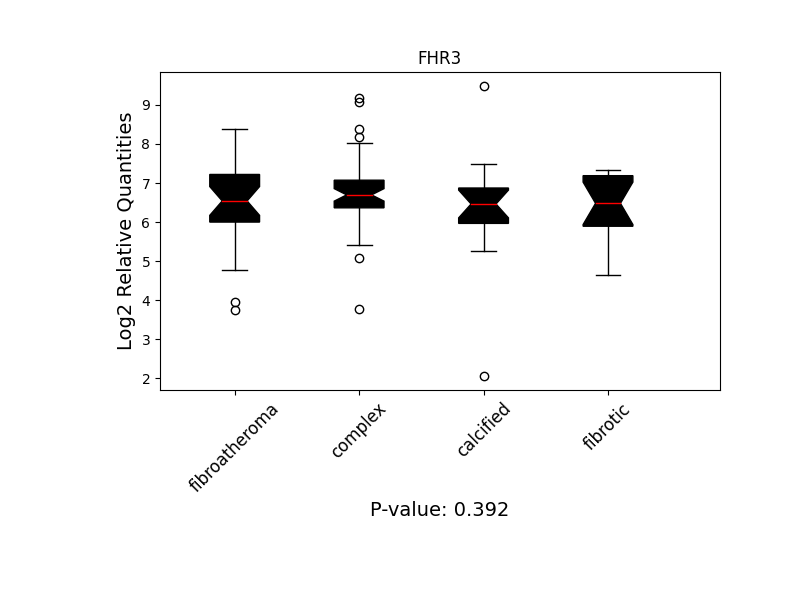 FHR3
Log2 Relative Quantities
9
8
7
6
5
4
3
2
fibroatheroma
complex
calcified
fibrotic
P-value: 0.392